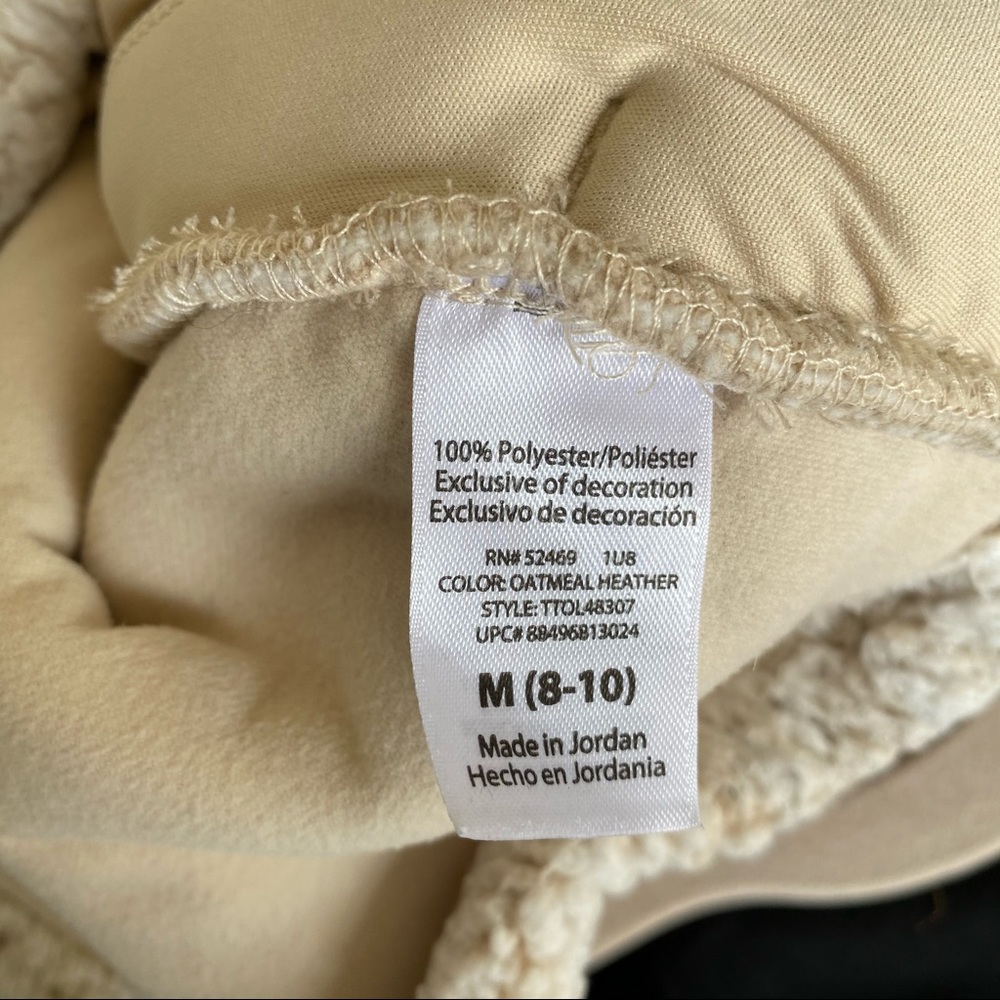 100% Polyester/Poliéster
Exclusive of decoration
Exclusivo de decoración
RN# 52469 1U8
COLOR: OATMEAL HEATHER
STYLE: TTOL48307
UPC# 88496813024
M (8-10)
Made in Jordan
Hecho en Jordania